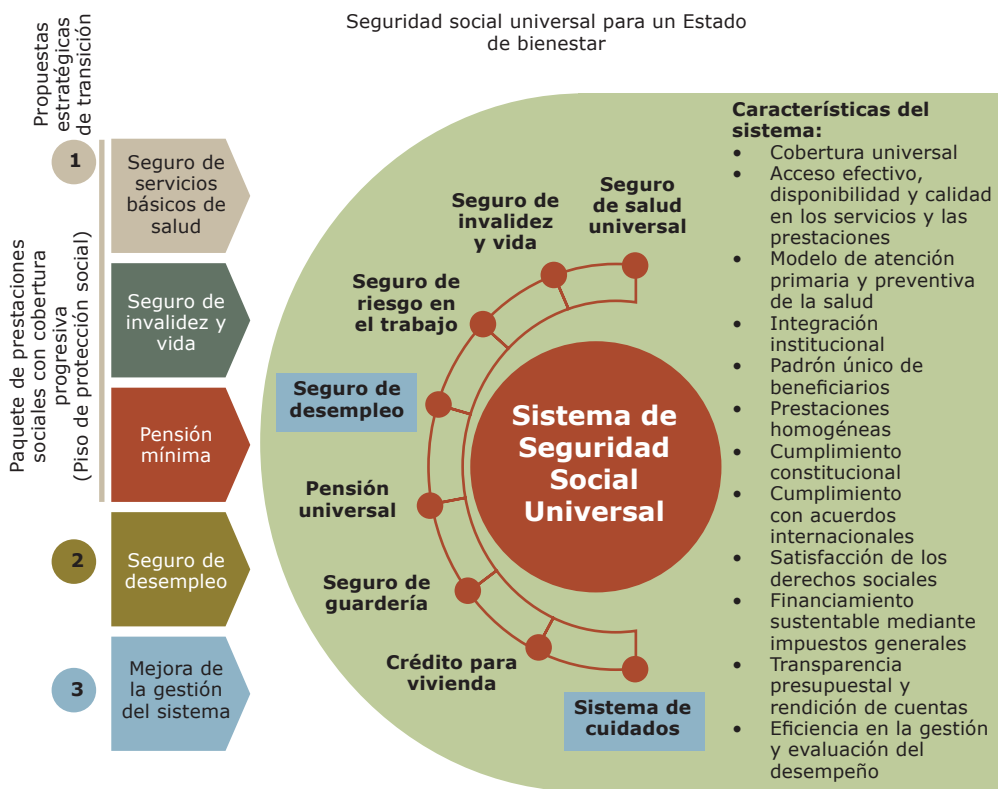 Seguridad social universal para un Estado
de bienestar
Propuestas
estratégicas
de transición
1
Paquete de prestaciones
sociales con cobertura
progresiva
(Piso de protección social)
Seguro de
servicios
básicos de
salud
Seguro de
invalidez y
vida
Pensión
mínima
2
Seguro de
desempleo
3
Mejora de
la gestión
del sistema
Seguro
de salud
universal
Seguro de
invalidez
y vida
Seguro de
riesgo en
el trabajo
Seguro de
desempleo
Pensión
universal
Seguro de
guardería
Crédito para
vivienda
Sistema de
cuidados
Sistema de
Seguridad
Social
Universal
Características del
sistema:
• Cobertura universal
• Acceso efectivo,
disponibilidad y calidad
en los servicios y las
prestaciones
• Modelo de atención
primaria y preventiva
de la salud
• Integración
institucional
• Padrón único de
beneficiarios
• Prestaciones
homogéneas
• Cumplimiento
constitucional
• Cumplimiento
con acuerdos
internacionales
• Satisfacción de los
derechos sociales
• Financiamiento
sustentable mediante
impuestos generales
• Transparencia
presupuestal y
rendición de cuentas
• Eficiencia en la gestión
y evaluación del
desempeño